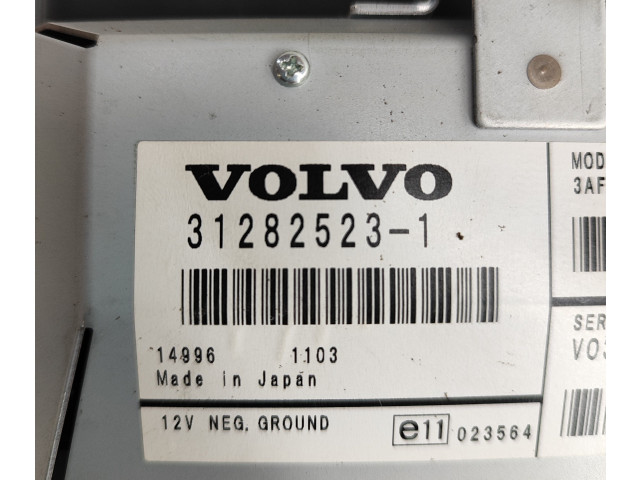 VOLVO
31282523-1
14996 1103
Made in Japan
12V NEG. GROUND
e11 023564
MOD
3AF
SER
VO